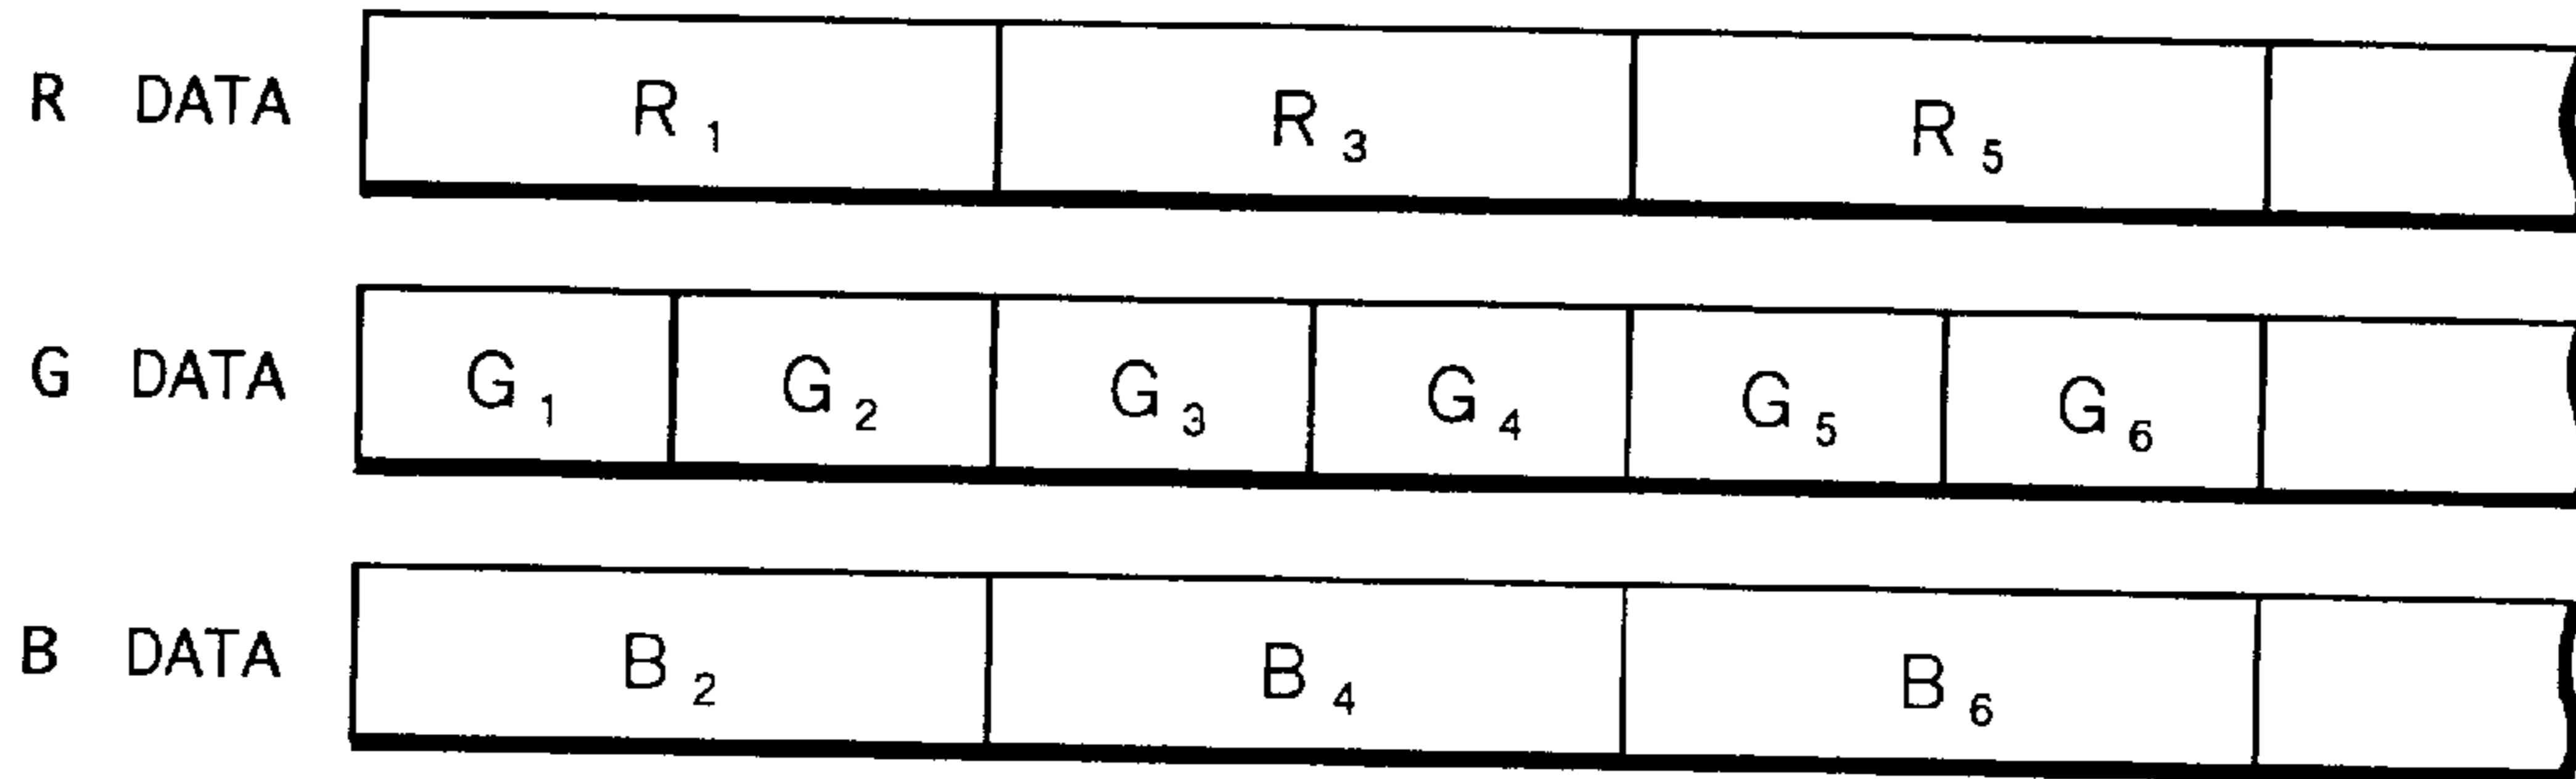 R DATA R₁ R₃ R₅
G DATA G₁ G₂ G₃ G₄ G₅ G₆
B DATA B₂ B₄ B₆